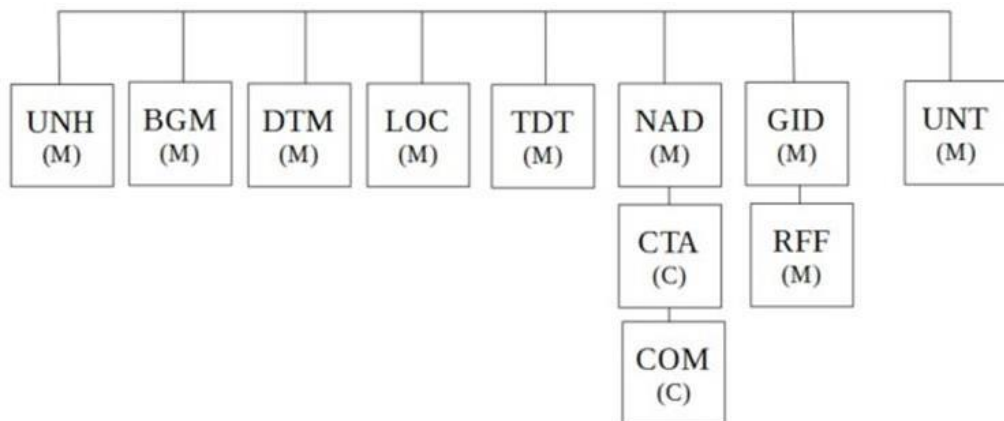 UNH
(M)
BGM
(M)
DTM
(M)
LOC
(M)
TDT
(M)
NAD
(M)
GID
(M)
UNT
(M)
CTA
(C)
RFF
(M)
COM
(C)